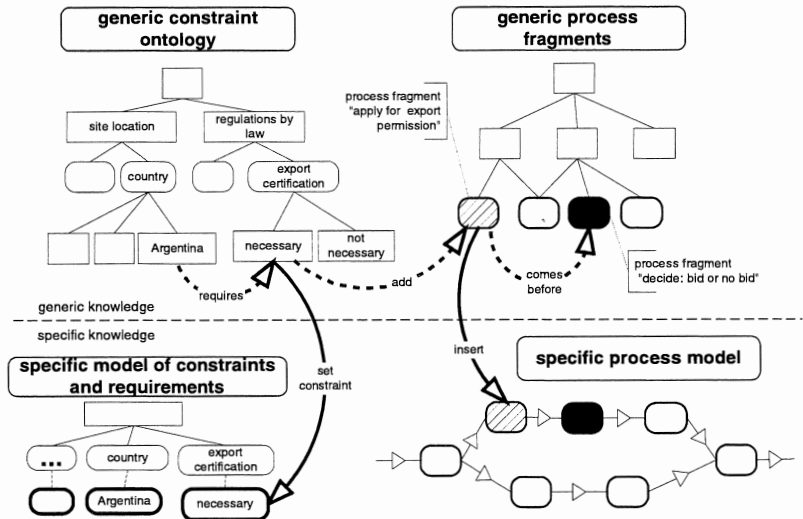 generic constraint
ontology
generic process
fragments
process fragment
"apply for export
permission"
site location
regulations by
law
country
export
certification
Argentina
necessary
not
necessary
requires
add
comes
before
process fragment
"decide: bid or no bid"
generic knowledge
specific knowledge
specific model of constraints
and requirements
set
constraint
insert
specific process model
...
country
export
certification
Argentina
necessary